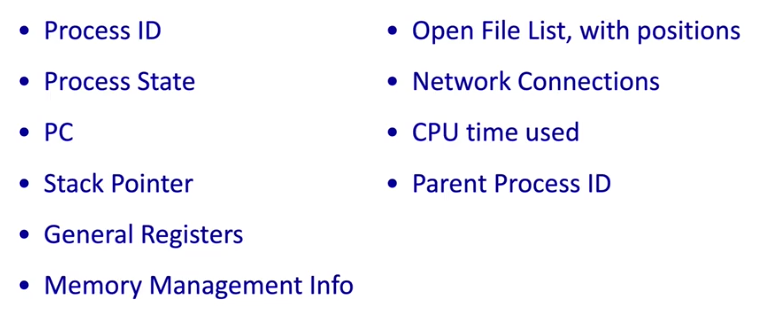 • Process ID
• Process State
• PC
• Stack Pointer
• General Registers
• Memory Management Info
• Open File List, with positions
• Network Connections
• CPU time used
• Parent Process ID